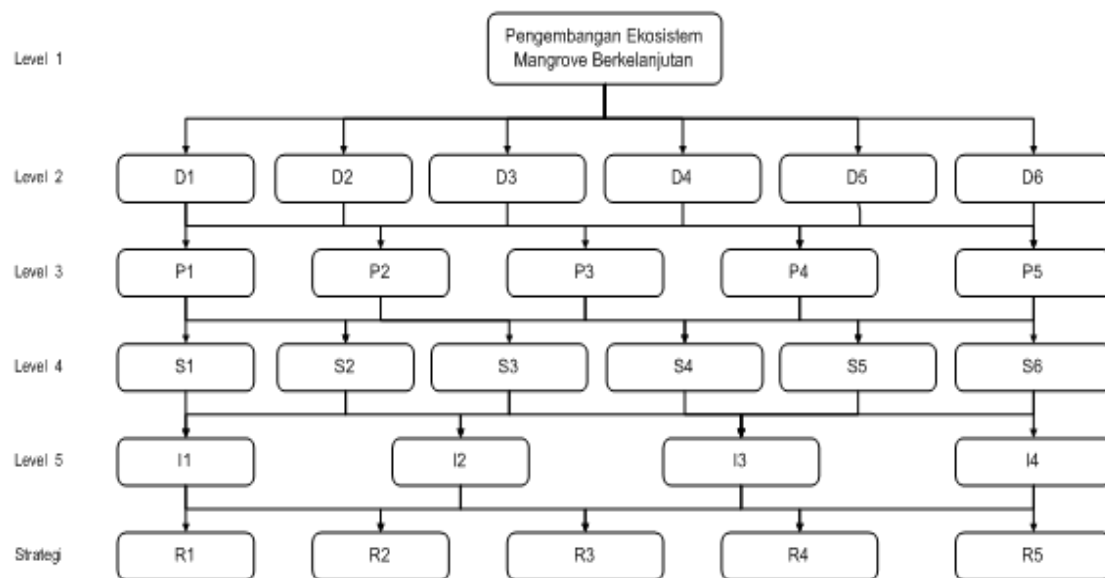 Pengembangan Ekosistem
Mangrove Berkelanjutan
Level 1
Level 2
D1
D2
D3
D4
D5
D6
Level 3
P1
P2
P3
P4
P5
Level 4
S1
S2
S3
S4
S5
S6
Level 5
I1
I2
I3
I4
Strategi
R1
R2
R3
R4
R5